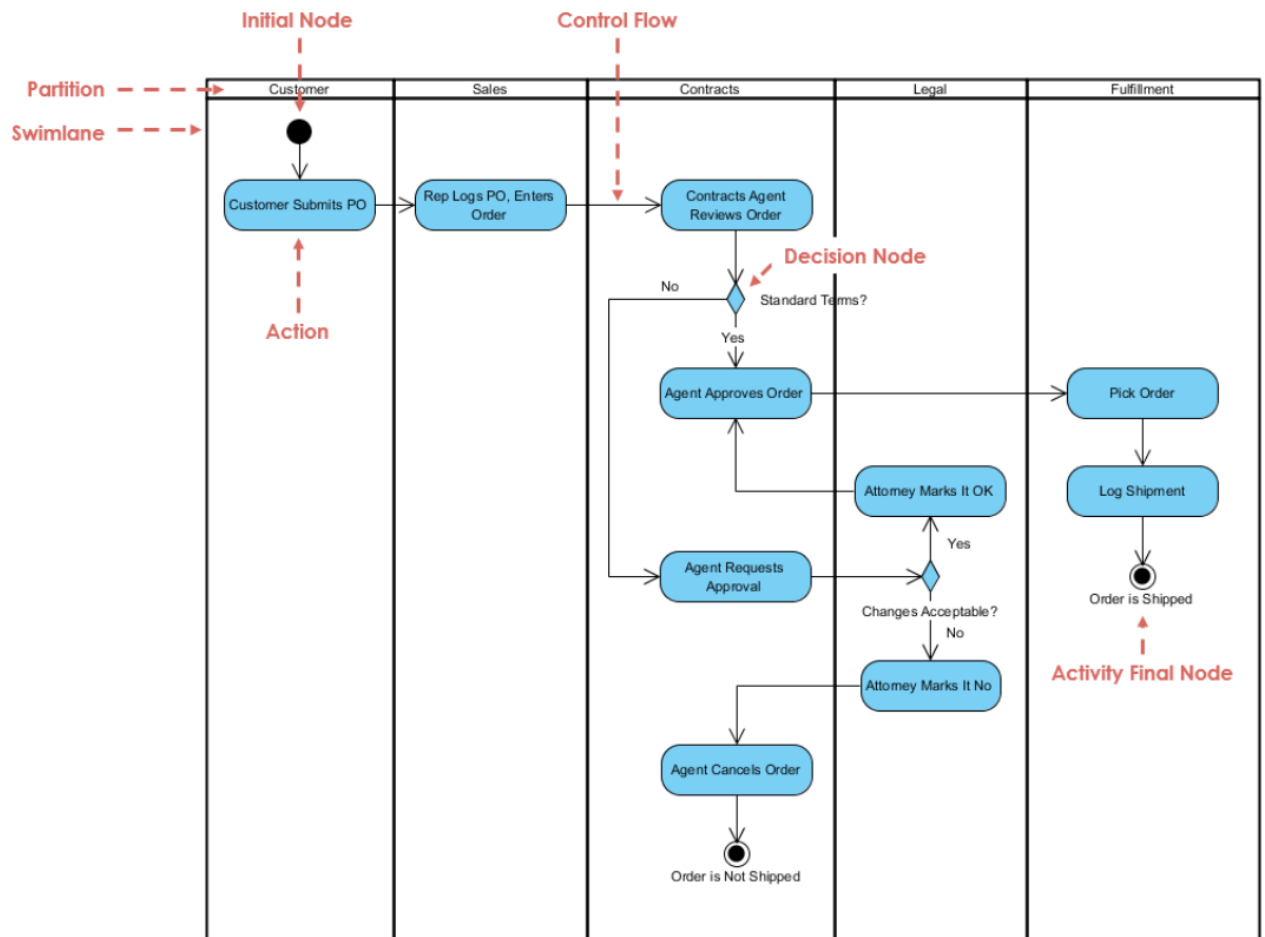 Initial Node
Control Flow
Partition
Customer
Sales
Contracts
Legal
Fulfillment
Swimlane
Customer Submits PO
Rep Logs PO, Enters
Order
Contracts Agent
Reviews Order
Decision Node
No
Standard Terms?
Action
Yes
Agent Approves Order
Pick Order
Attorney Marks It OK
Log Shipment
Yes
Agent Requests
Approval
Order is Shipped
Changes Acceptable?
No
Activity Final Node
Attorney Marks It No
Agent Cancels Order
Order is Not Shipped